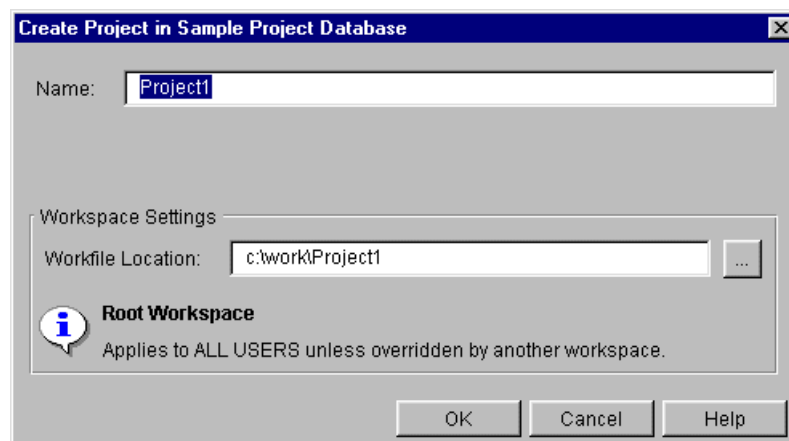 Create Project in Sample Project Database
Name: Project1
Workspace Settings
Workfile Location: c:\work\Project1 ...
Root Workspace
Applies to ALL USERS unless overridden by another workspace.
OK Cancel Help